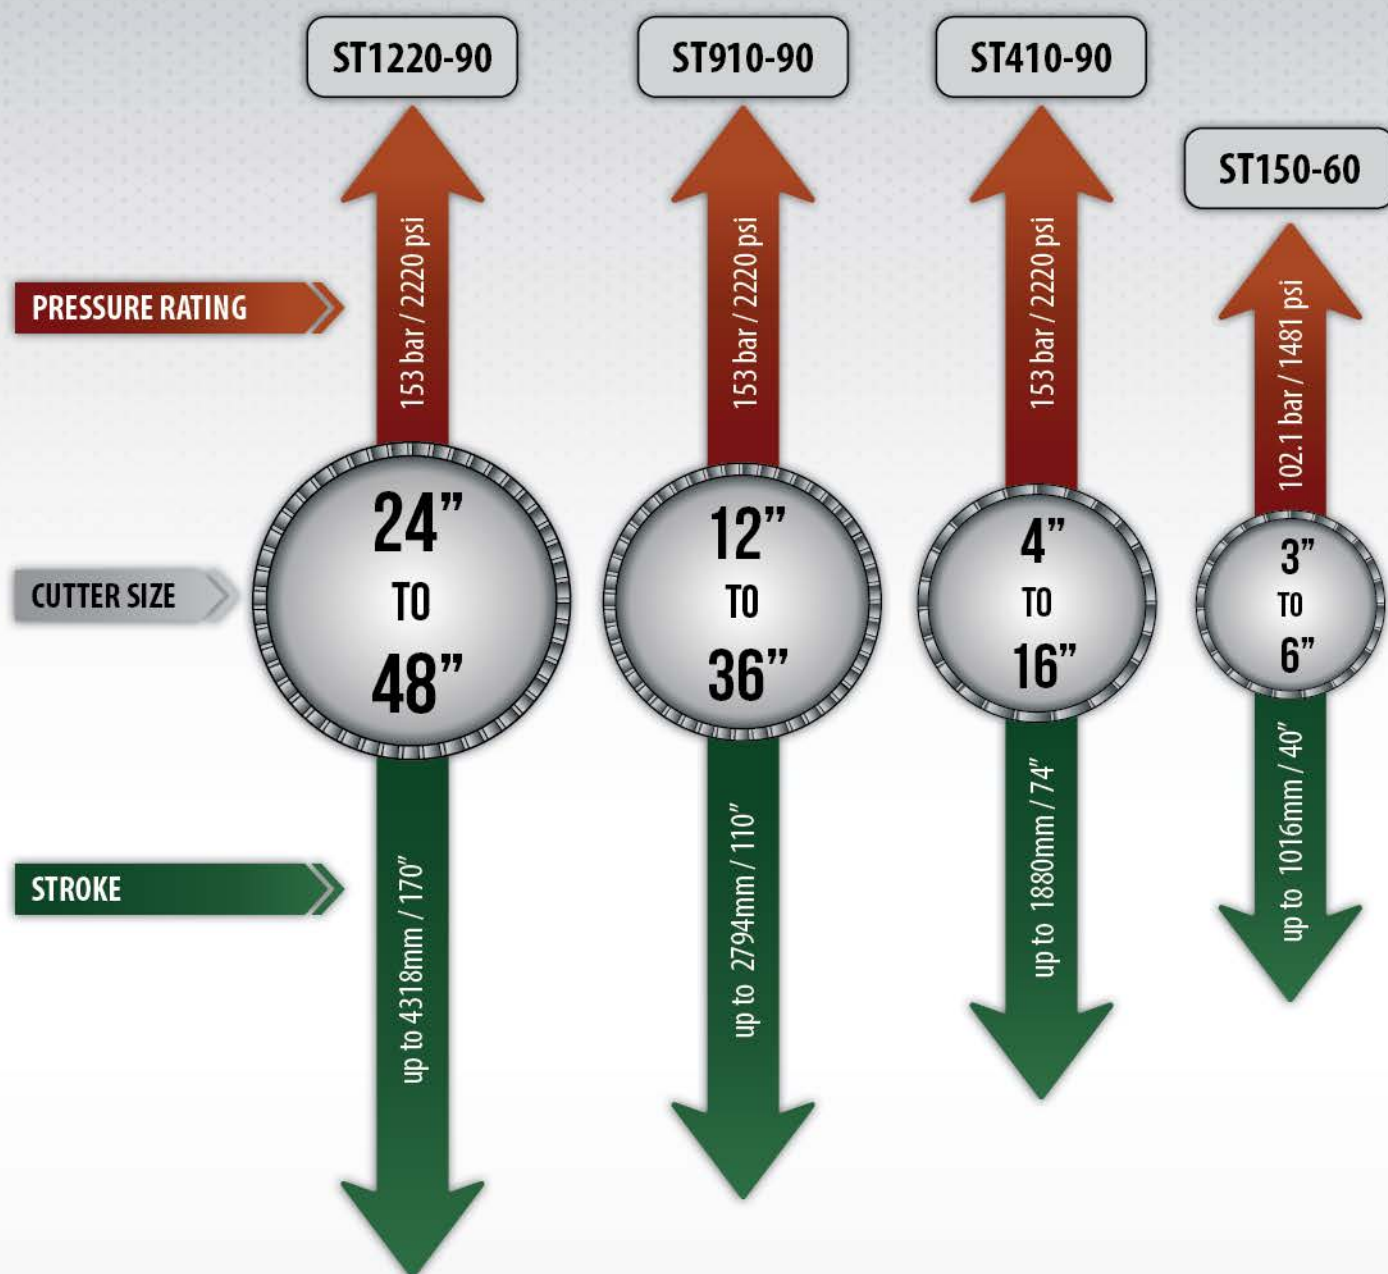 ST1220-90
ST910-90
ST410-90
ST150-60
PRESSURE RATING
153 bar / 2220 psi
153 bar / 2220 psi
153 bar / 2220 psi
102.1 bar / 1481 psi
CUTTER SIZE
24”
TO
48”
12”
TO
36”
4”
TO
16”
3”
TO
6”
STROKE
up to 4318mm / 170”
up to 2794mm / 110”
up to 1880mm / 74”
up to 1016mm / 40”